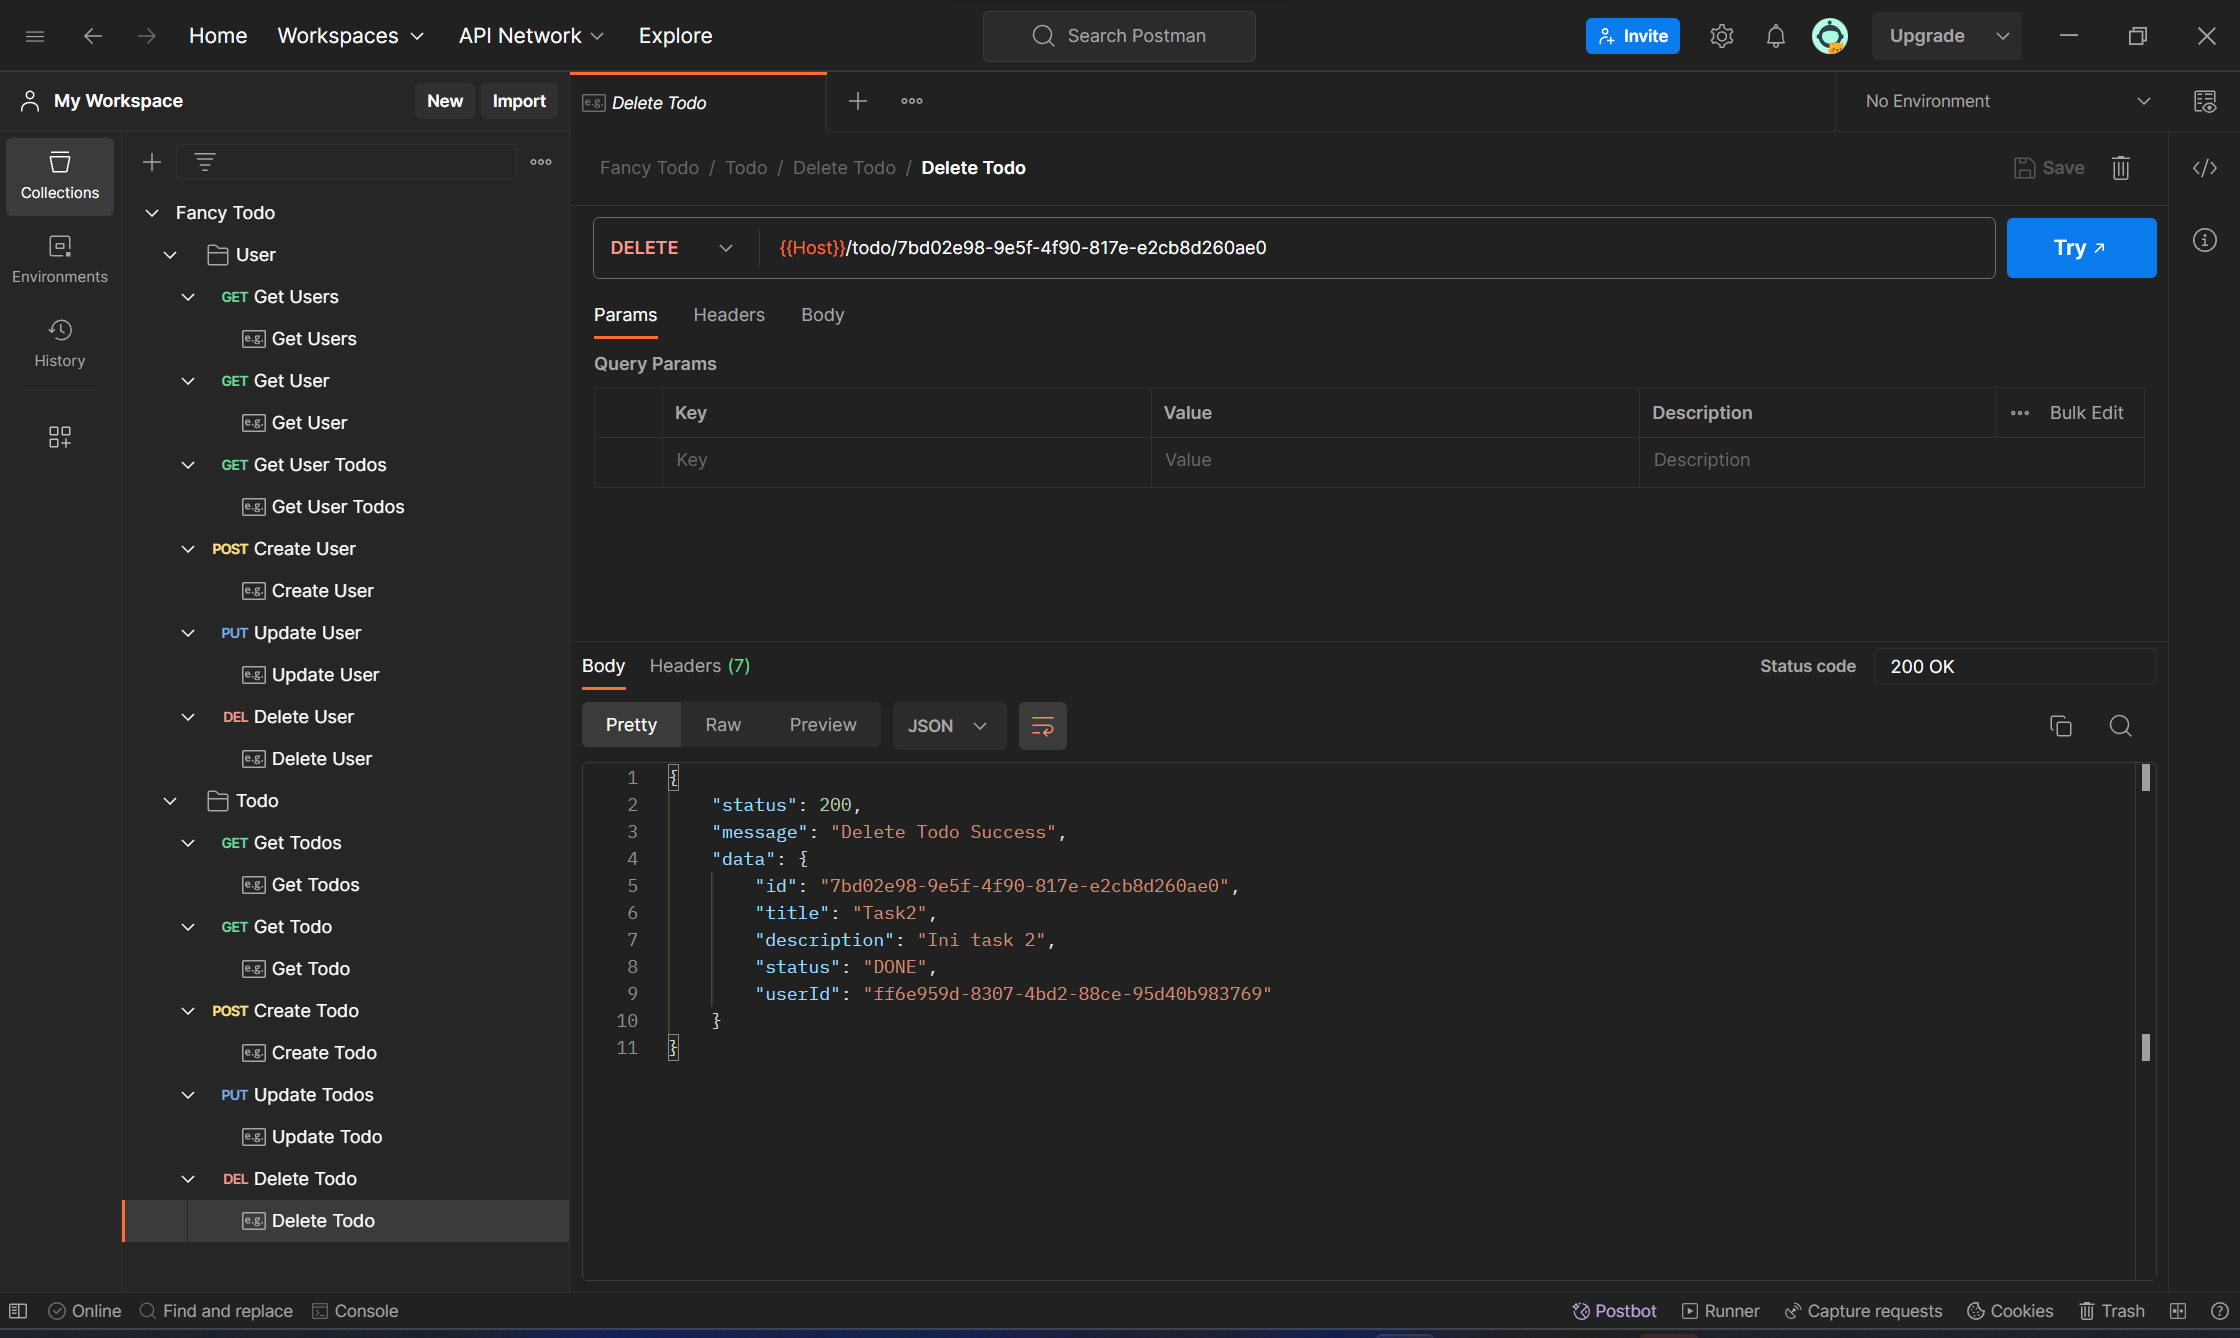 Home Workspaces API Network Explore Search Postman Invite Upgrade
My Workspace New Import
e.g. Delete Todo
No Environment
Collections
Environments
History
Fancy Todo
User
GET Get Users
e.g. Get Users
GET Get User
e.g. Get User
GET Get User Todos
e.g. Get User Todos
POST Create User
e.g. Create User
PUT Update User
e.g. Update User
DEL Delete User
e.g. Delete User
Todo
GET Get Todos
e.g. Get Todos
GET Get Todo
e.g. Get Todo
POST Create Todo
e.g. Create Todo
PUT Update Todos
e.g. Update Todo
DEL Delete Todo
e.g. Delete Todo
Fancy Todo / Todo / Delete Todo / Delete Todo
Save
DELETE {{Host}}/todo/7bd02e98-9e5f-4f90-817e-e2cb8d260ae0
Try
Params Headers Body
Query Params
Key Value Description Bulk Edit
Key Value Description
Body Headers (7) Status code 200 OK
Pretty Raw Preview JSON
1 {
2 "status": 200,
3 "message": "Delete Todo Success",
4 "data": {
5 "id": "7bd02e98-9e5f-4f90-817e-e2cb8d260ae0",
6 "title": "Task2",
7 "description": "Ini task 2",
8 "status": "DONE",
9 "userId": "ff6e959d-8307-4bd2-88ce-95d40b983769"
10 }
11 }
Online Find and replace Console Postbot Runner Capture requests Cookies Trash